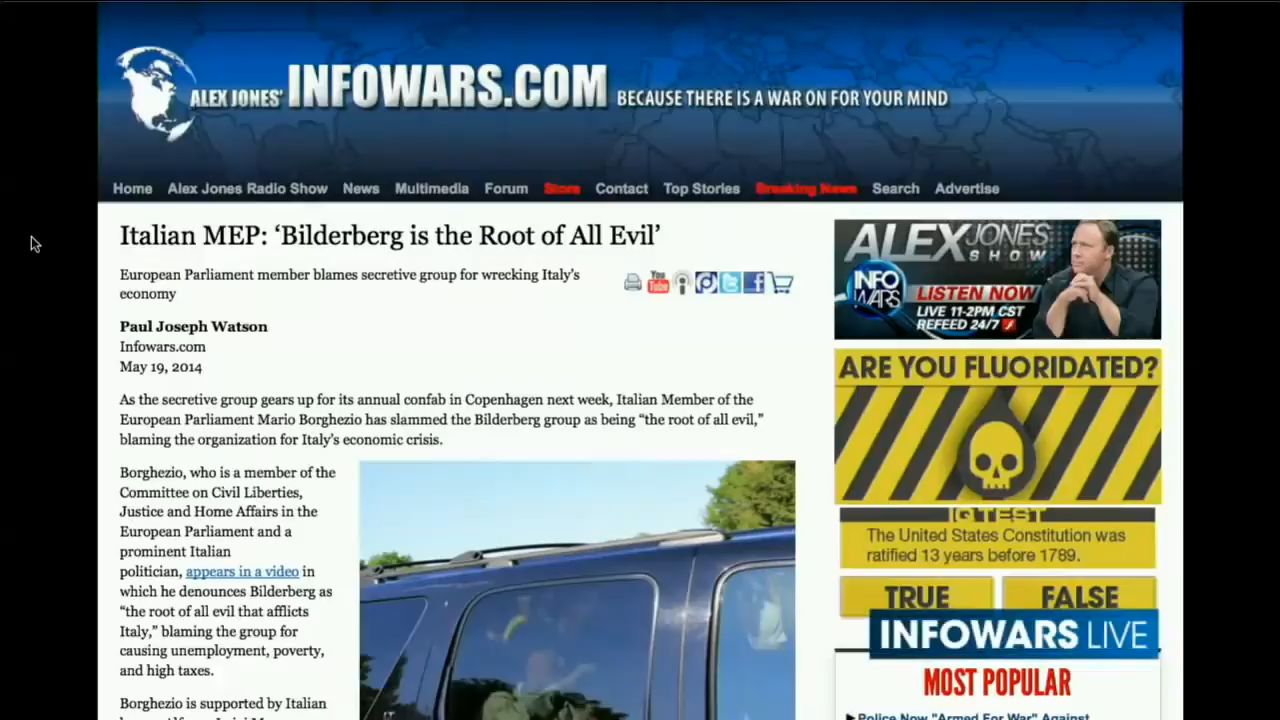 ALEX JONES' INFOWARS.COM BECAUSE THERE IS A WAR ON FOR YOUR MIND
Home Alex Jones Radio Show News Multimedia Forum Store Contact Top Stories Breaking News Search Advertise
Italian MEP: ‘Bilderberg is the Root of All Evil’
European Parliament member blames secretive group for wrecking Italy’s
economy
You
Tube
Paul Joseph Watson
Infowars.com
May 19, 2014
As the secretive group gears up for its annual confab in Copenhagen next week, Italian Member of the
European Parliament Mario Borghezio has slammed the Bilderberg group as being “the root of all evil,”
blaming the organization for Italy’s economic crisis.
Borghezio, who is a member of the
Committee on Civil Liberties,
Justice and Home Affairs in the
European Parliament and a
prominent Italian
politician, appears in a video in
which he denounces Bilderberg as
“the root of all evil that afflicts
Italy,” blaming the group for
causing unemployment, poverty,
and high taxes.
Borghezio is supported by Italian
ALEX JONES
SHOW
INFO
WARS
LISTEN NOW
LIVE 11-2PM CST
REFEED 24/7
ARE YOU FLUORIDATED?
IQ TEST
The United States Constitution was
ratified 13 years before 1789.
TRUE FALSE
INFOWARS LIVE
MOST POPULAR
Police Now "Armed For War" Against